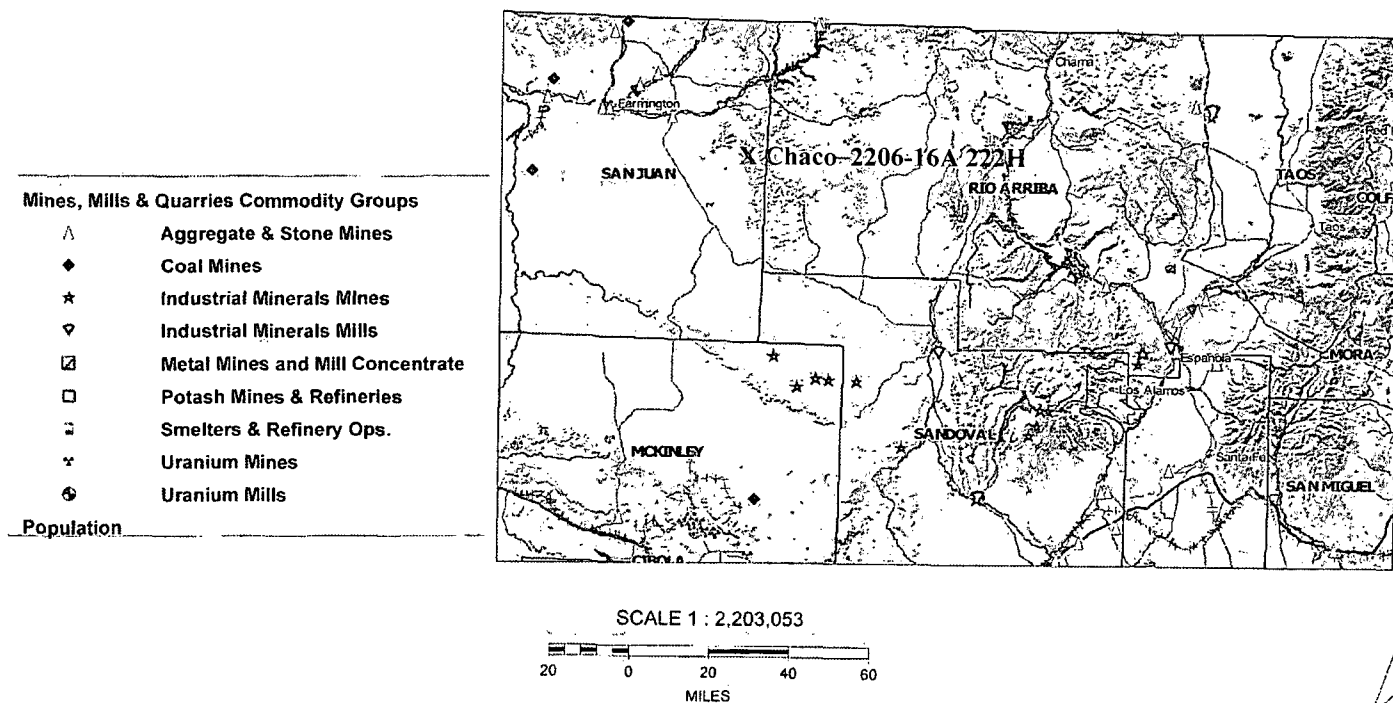 Mines, Mills & Quarries Commodity Groups
Aggregate & Stone Mines
Coal Mines
Industrial Minerals Mines
Industrial Minerals Mills
Metal Mines and Mill Concentrate
Potash Mines & Refineries
Smelters & Refinery Ops.
Uranium Mines
Uranium Mills
Population
Chama
Farmington
X Chaco-2206-16A 222H
SAN JUAN
RIO ARRIBA
TAOS
COLF
Taos
Red
MORA
Espanola
Los Alamos
SANDOVAL
MCKINLEY
Santa Fe
SAN MIGUEL
CIBOLA
SCALE 1 : 2,203,053
20 0 20 40 60
MILES